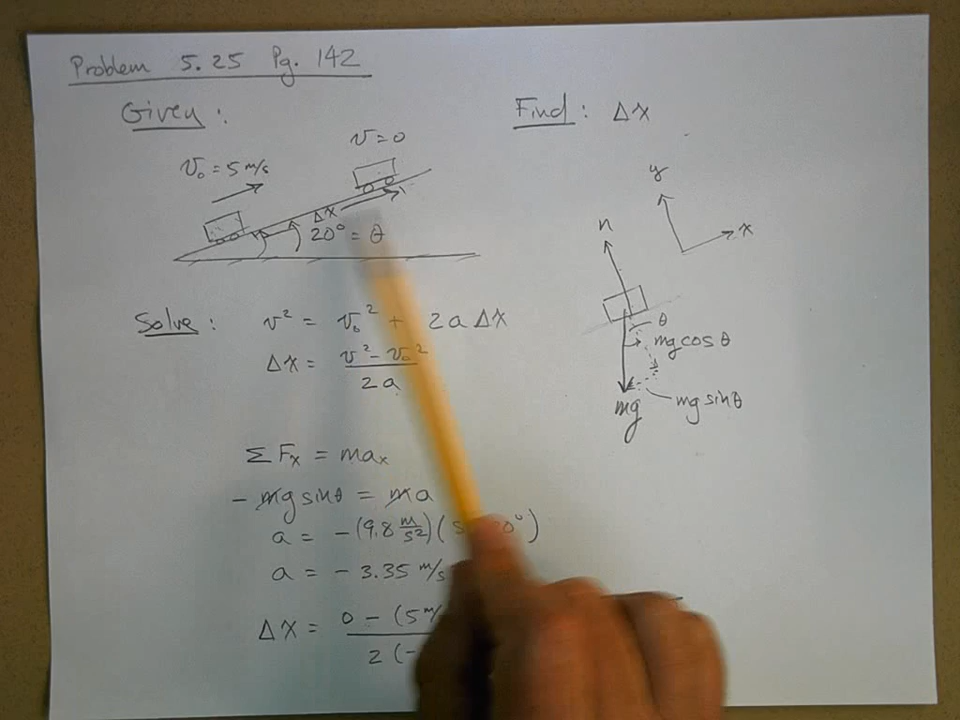 Problem 5.25 Pg. 142
Given:
Find: Δx
v₀ = 5 m/s
v = 0
Δx
20° = θ
y
x
n
θ
mg cos θ
mg sin θ
mg
Solve: v² = v₀² + 2aΔx
Δx = (v² - v₀²) / 2a
ΣFx = max
- mg sinθ = ma
a = -(9.8 m/s²)(
a = -3.35 m/s
Δx = 0 - (5 m/
2 (-